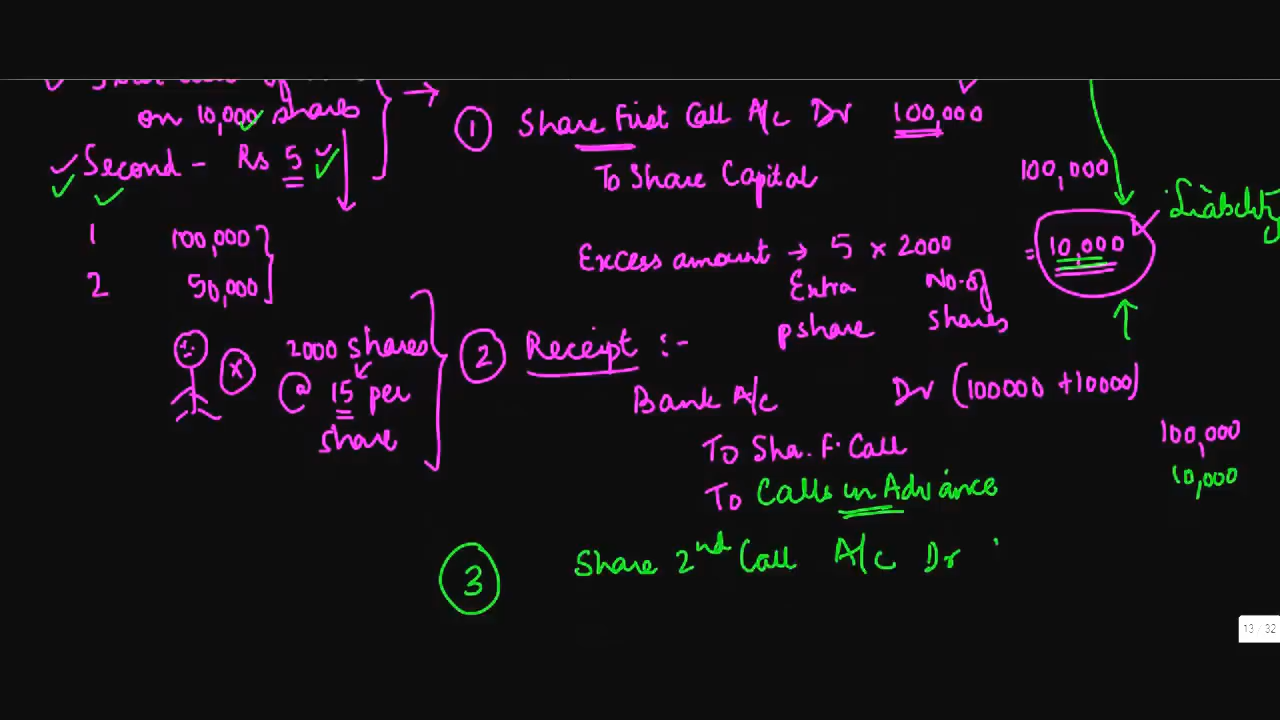 on 10,000 shares
Second - Rs 5
1 100,000
2 50,000
2000 shares
@ 15 per
share
① Share First Call A/c Dr 100,000
To Share Capital 100,000
Excess amount → 5 x 2000 = 10,000 Liability
Extra No. of
pshare shares
② Receipt :-
Bank A/c Dr (100000 + 10000)
To Sha. F. Call 100,000
To Calls in Advance 10,000
③ Share 2nd Call A/c Dr
13 / 32